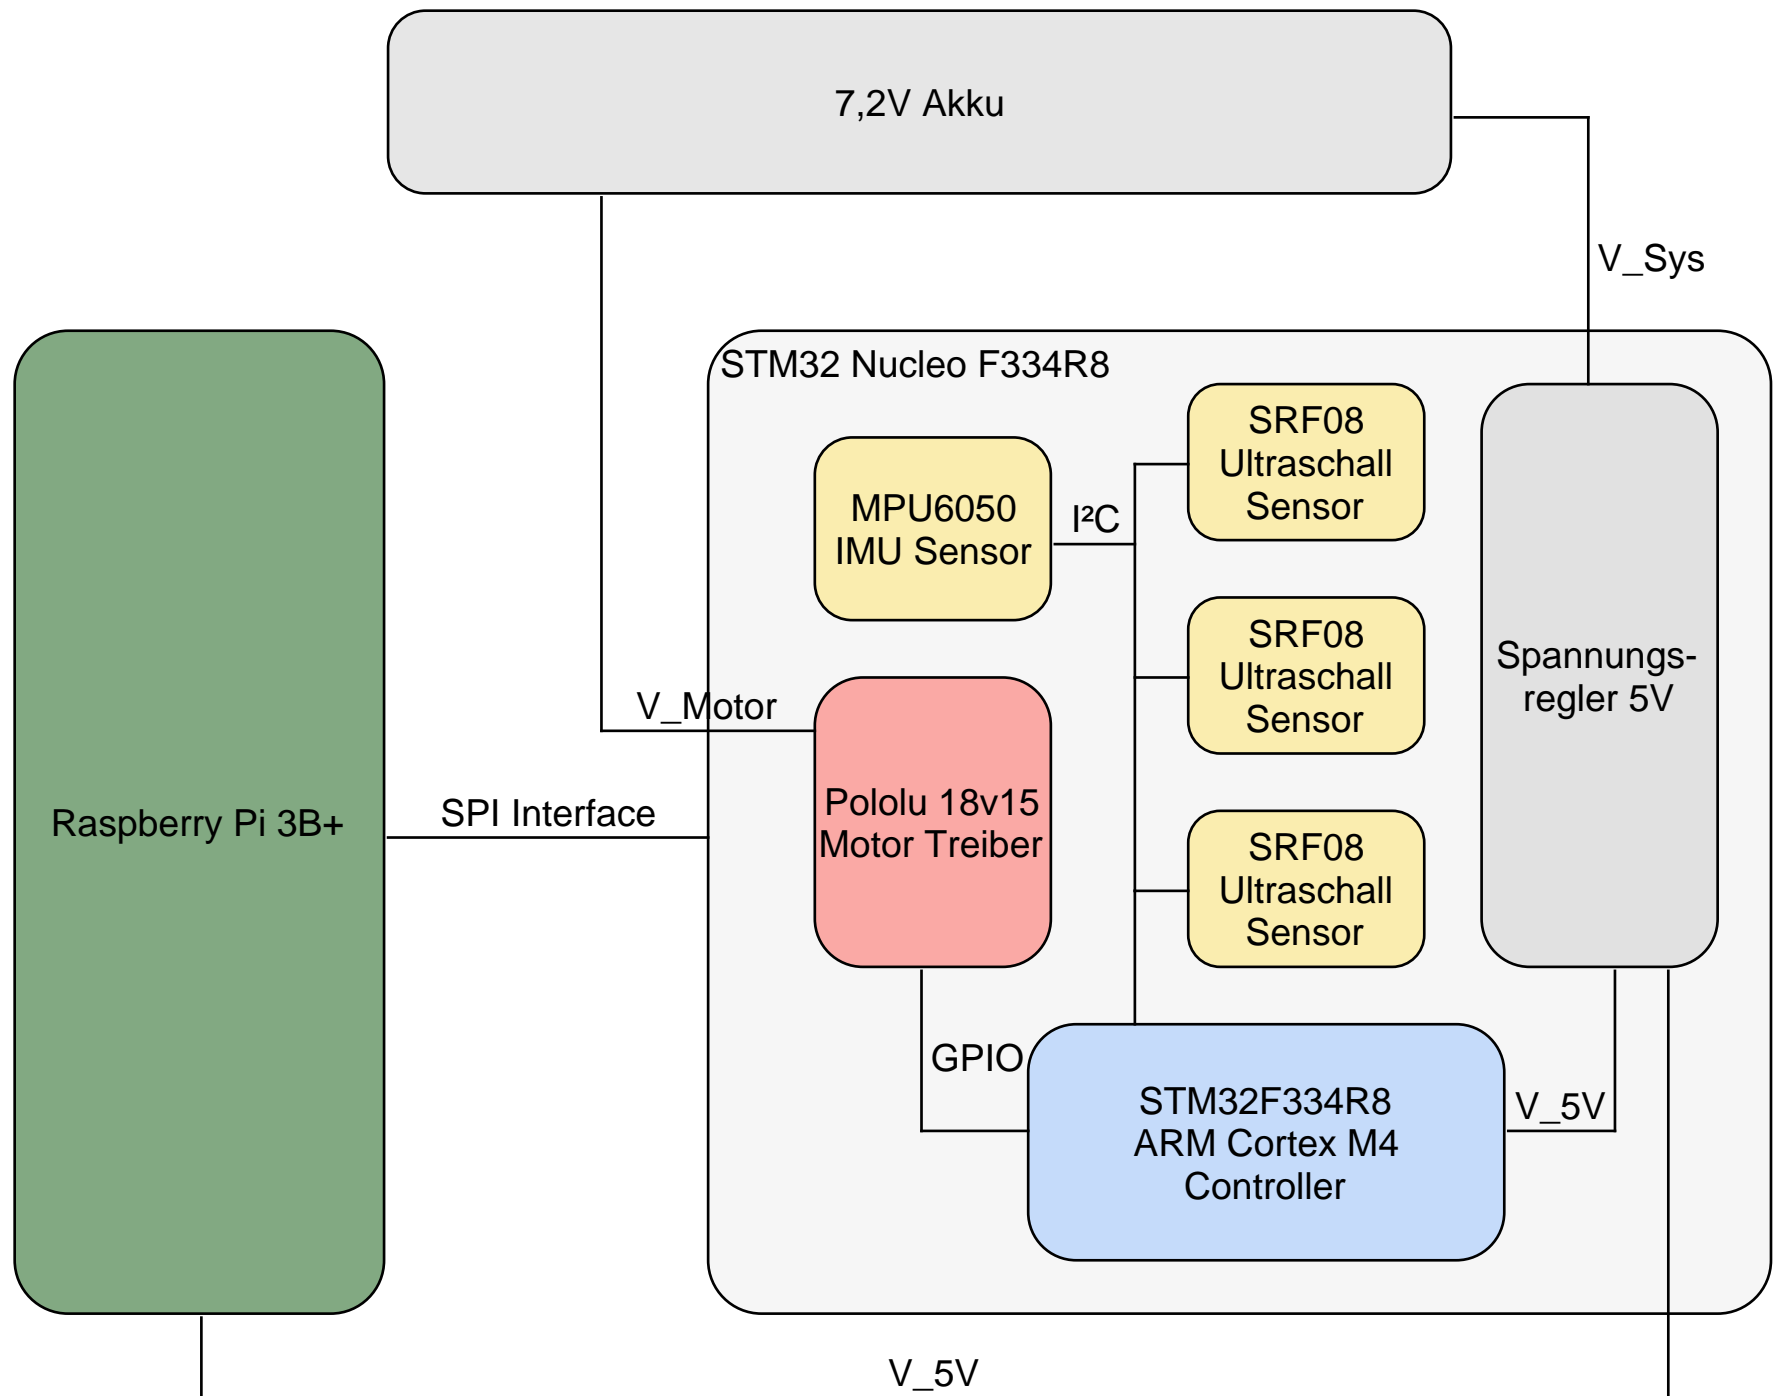 7,2V Akku
V_Sys
STM32 Nucleo F334R8
SRF08
Ultraschall
Sensor
MPU6050
IMU Sensor
I²C
SRF08
Ultraschall
Sensor
Spannungs-
regler 5V
V_Motor
Raspberry Pi 3B+
SPI Interface
Pololu 18v15
Motor Treiber
SRF08
Ultraschall
Sensor
GPIO
STM32F334R8
ARM Cortex M4
Controller
V_5V
V_5V